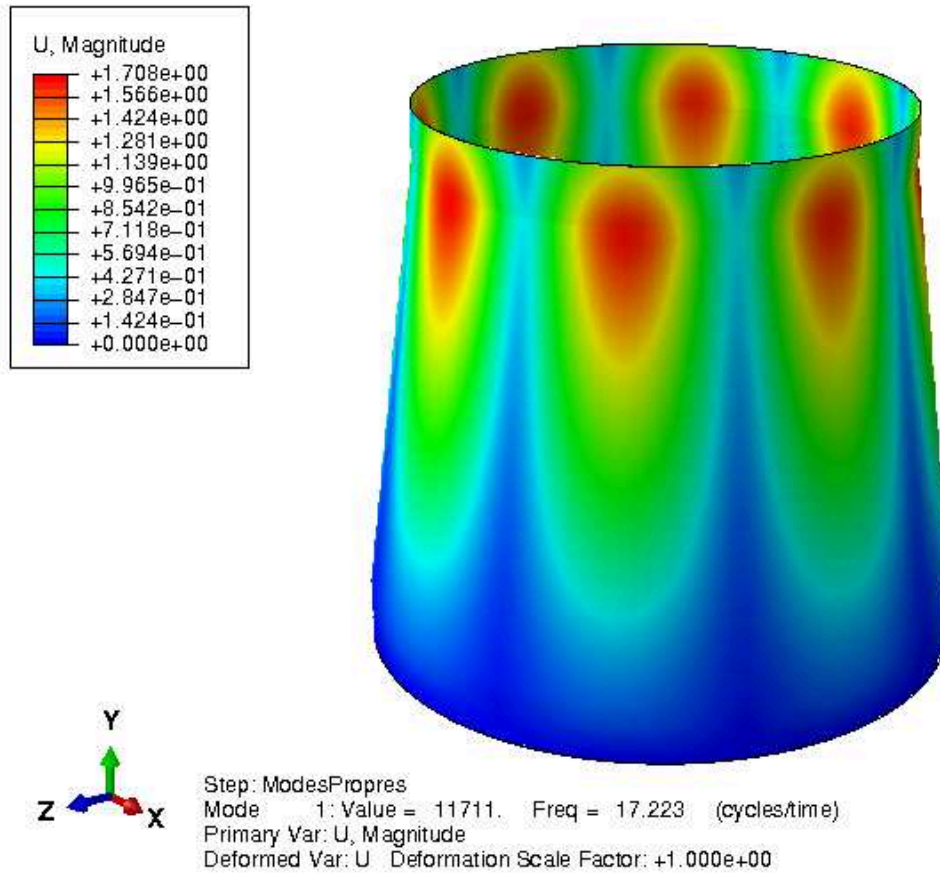 U, Magnitude
+1.708e+00
+1.566e+00
+1.424e+00
+1.281e+00
+1.139e+00
+9.965e-01
+8.542e-01
+7.118e-01
+5.694e-01
+4.271e-01
+2.847e-01
+1.424e-01
+0.000e+00
Y
Z X
Step: ModesPropres
Mode 1: Value = 11711. Freq = 17.223 (cycles/time)
Primary Var: U, Magnitude
Deformed Var: U Deformation Scale Factor: +1.000e+00